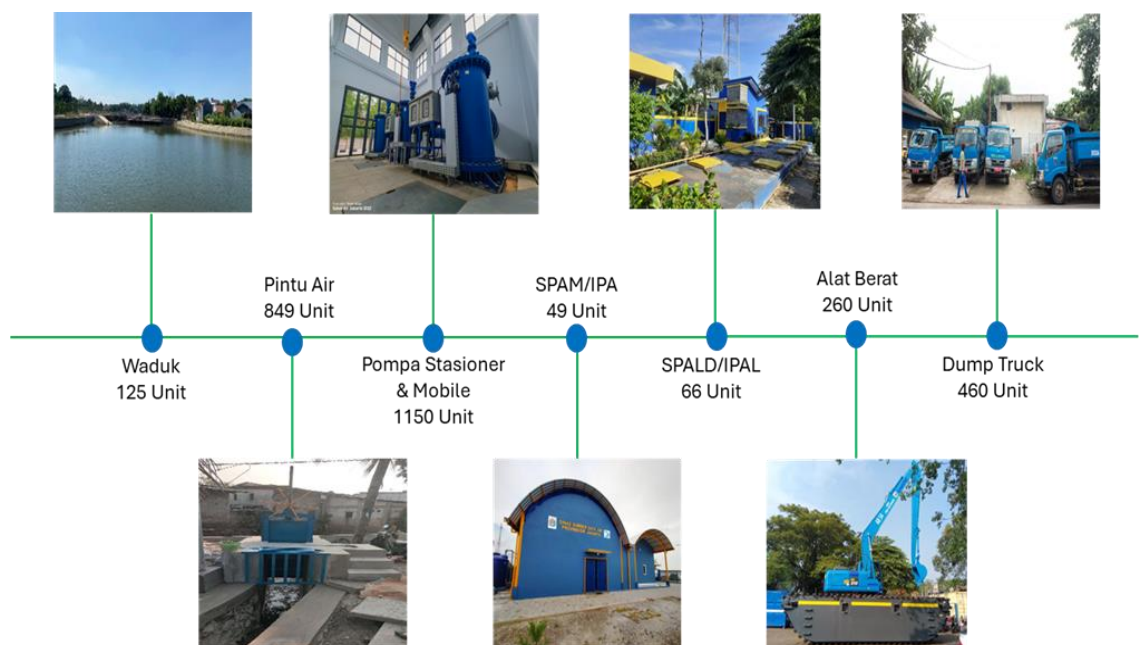 Pintu Air
849 Unit
SPAM/IPA
49 Unit
Alat Berat
260 Unit
Waduk
125 Unit
Pompa Stasioner
& Mobile
1150 Unit
SPALD/IPAL
66 Unit
Dump Truck
460 Unit